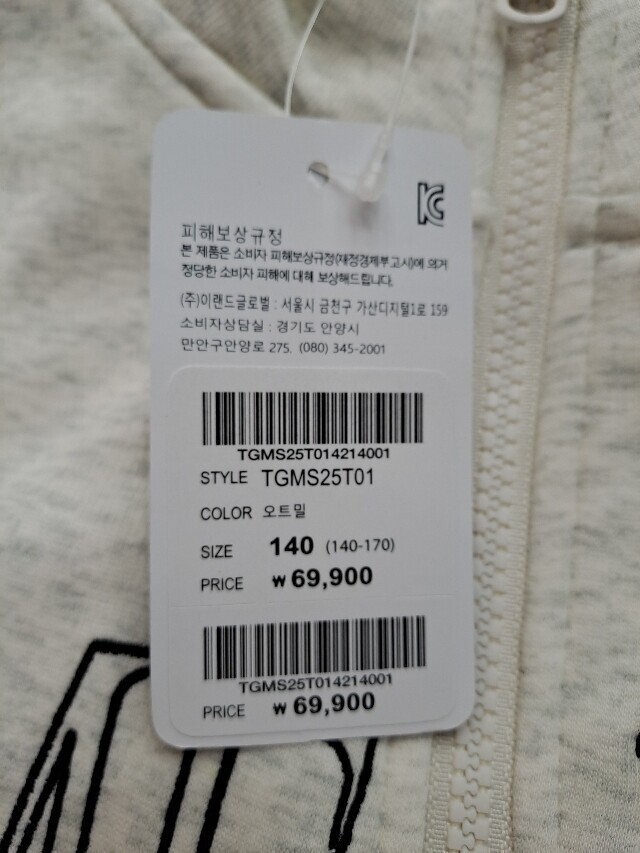 피해보상규정
본 제품은 소비자 피해보상규정(재정경제부고시)에 의거
정당한 소비자 피해에 대해 보상해드립니다.
(주)이랜드글로벌 : 서울시 금천구 가산디지털1로 159
소비자상담실 : 경기도 안양시
만안구안양로 275. (080) 345-2001
TGMS25T014214001
STYLE TGMS25T01
COLOR 오트밀
SIZE 140 (140-170)
PRICE ₩69,900
TGMS25T014214001
PRICE ₩69,900